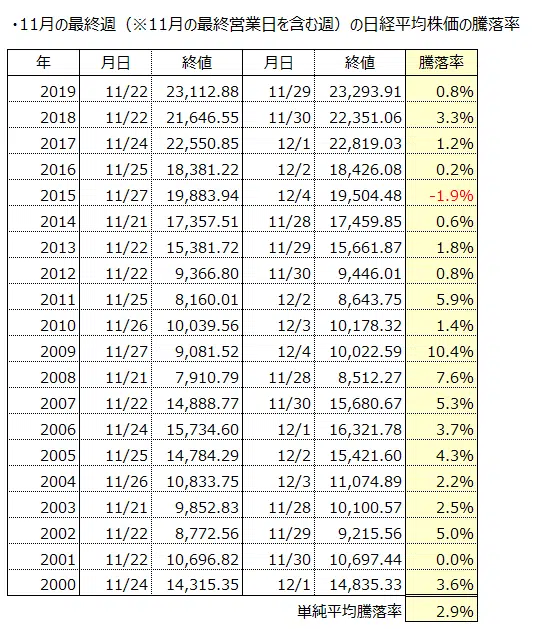 ・11月の最終週（※11月の最終営業日を含む週）の日経平均株価の騰落率
年 月日 終値 月日 終値 騰落率
2019 11/22 23,112.88 11/29 23,293.91 0.8%
2018 11/22 21,646.55 11/30 22,351.06 3.3%
2017 11/24 22,550.85 12/1 22,819.03 1.2%
2016 11/25 18,381.22 12/2 18,426.08 0.2%
2015 11/27 19,883.94 12/4 19,504.48 -1.9%
2014 11/21 17,357.51 11/28 17,459.85 0.6%
2013 11/22 15,381.72 11/29 15,661.87 1.8%
2012 11/22 9,366.80 11/30 9,446.01 0.8%
2011 11/25 8,160.01 12/2 8,643.75 5.9%
2010 11/26 10,039.56 12/3 10,178.32 1.4%
2009 11/27 9,081.52 12/4 10,022.59 10.4%
2008 11/21 7,910.79 11/28 8,512.27 7.6%
2007 11/22 14,888.77 11/30 15,680.67 5.3%
2006 11/24 15,734.60 12/1 16,321.78 3.7%
2005 11/25 14,784.29 12/2 15,421.60 4.3%
2004 11/26 10,833.75 12/3 11,074.89 2.2%
2003 11/21 9,852.83 11/28 10,100.57 2.5%
2002 11/22 8,772.56 11/29 9,215.56 5.0%
2001 11/22 10,696.82 11/30 10,697.44 0.0%
2000 11/24 14,315.35 12/1 14,835.33 3.6%
単純平均騰落率 2.9%